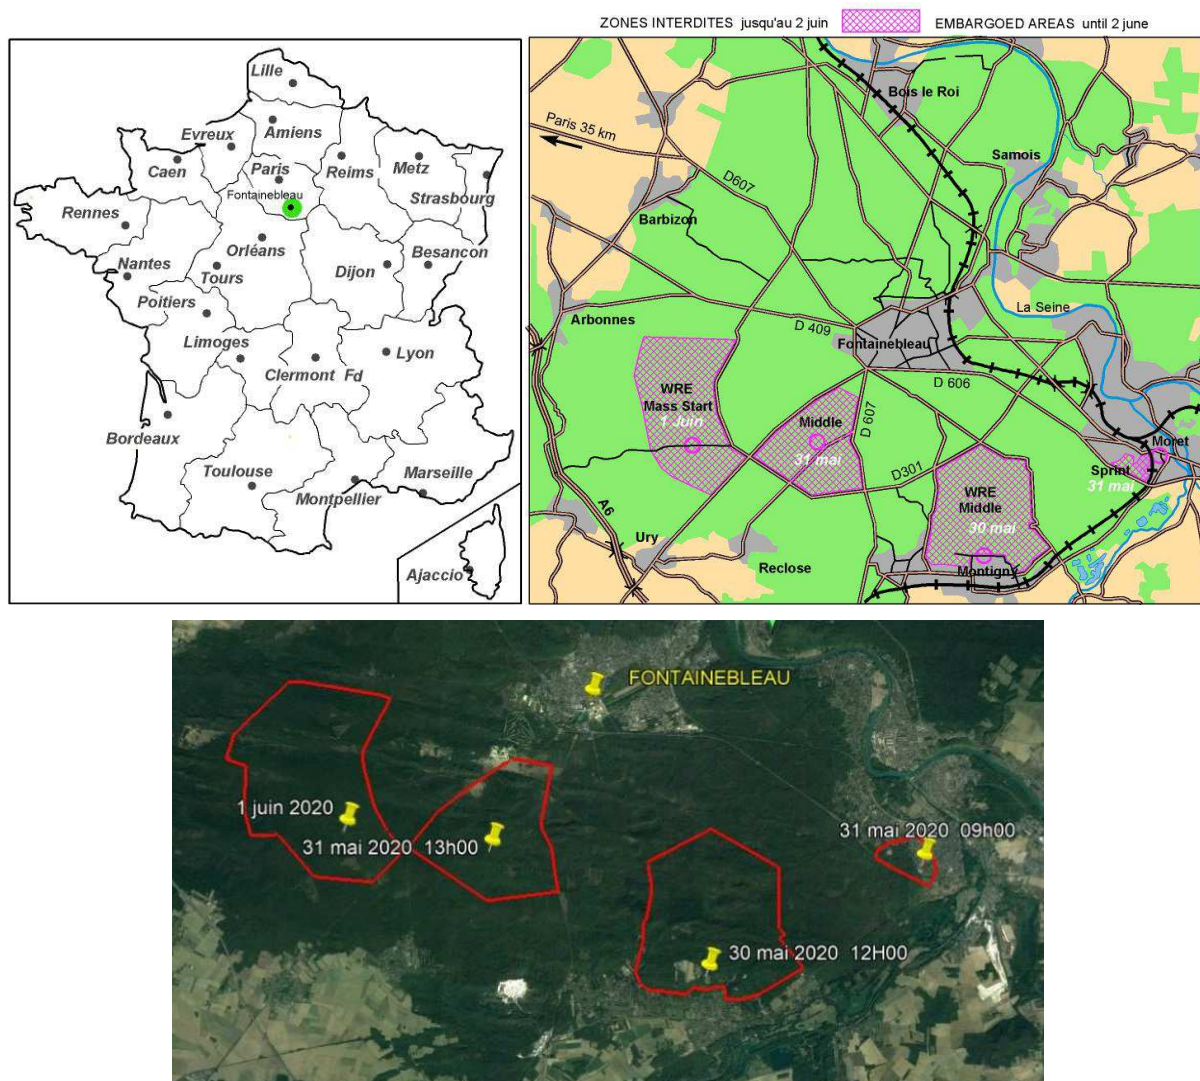 ZONES INTERDITES jusqu'au 2 juin
EMBARGOED AREAS until 2 june
Lille
Amiens
Evreux
Caen
Paris
Reims
Metz
Strasbourg
Fontainebleau
Rennes
Orléans
Nantes
Tours
Dijon
Besancon
Poitiers
Limoges
Clermont Fd
Lyon
Bordeaux
Toulouse
Montpellier
Marseille
Ajaccio
Bois le Roi
Paris 35 km
Samois
D607
Barbizon
La Seine
Arbonnes
D 409
Fontainebleau
D 606
WRE
Mass Start
1 Juin
Middle
31 mai
D 607
Moret
Sprint
31 mai
D301
WRE
Middle
30 mai
A6
Ury
Reclose
Montigny
FONTAINEBLEAU
1 juin 2020
31 mai 2020 13h00
31 mai 2020 09h00
30 mai 2020 12H00